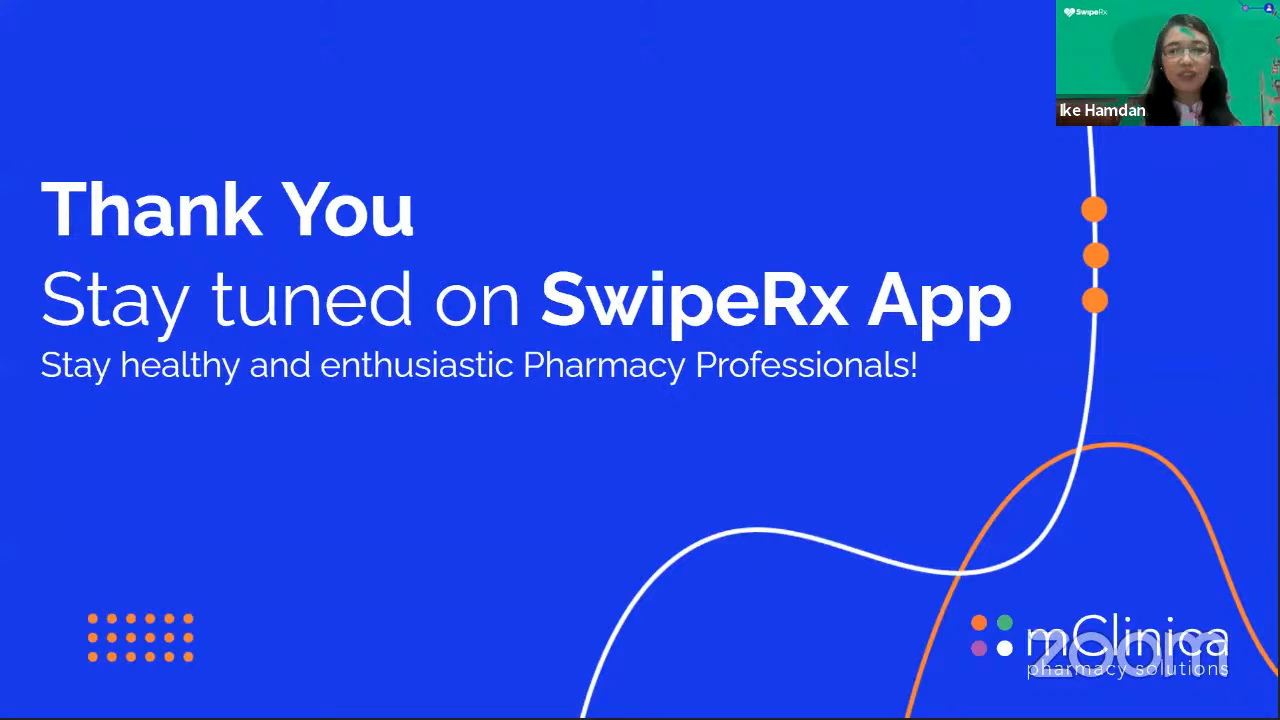 SwipeRx
Ike Hamdan
Thank You
Stay tuned on SwipeRx App
Stay healthy and enthusiastic Pharmacy Professionals!
mClinica
zoom
pharmacy solutions